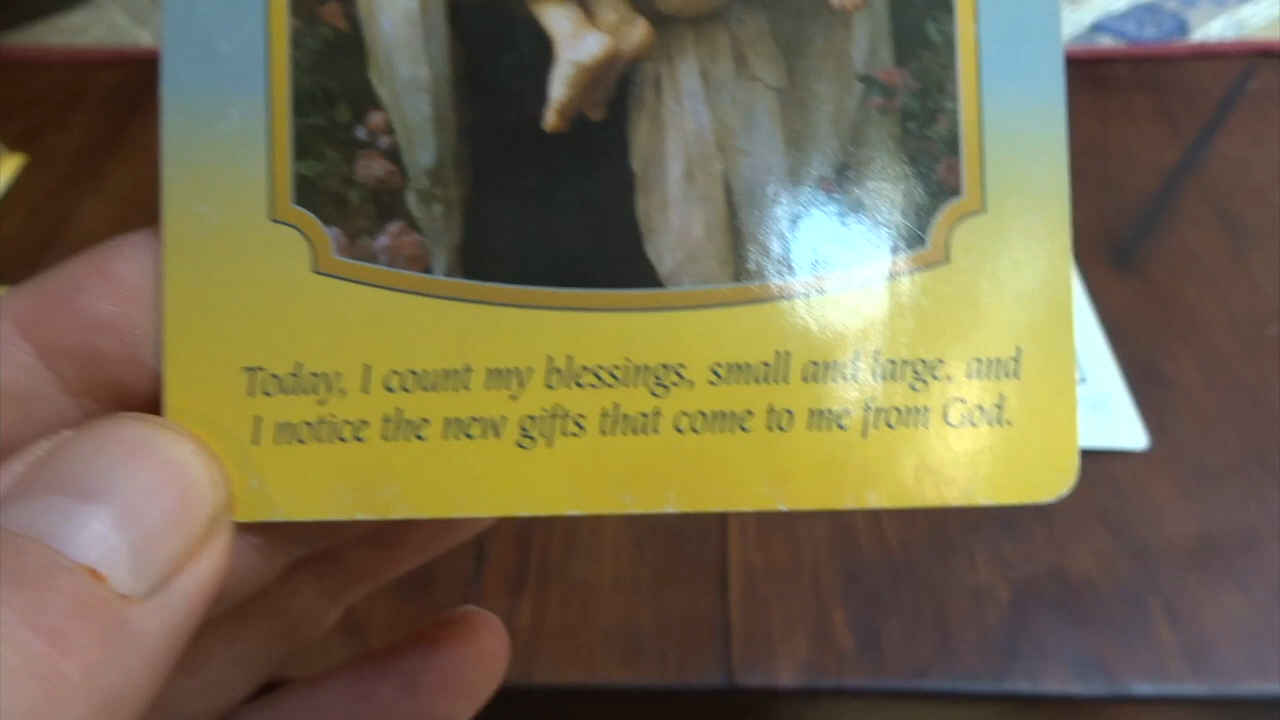 Today, I count my blessings, small and large, and
I notice the new gifts that come to me from God.